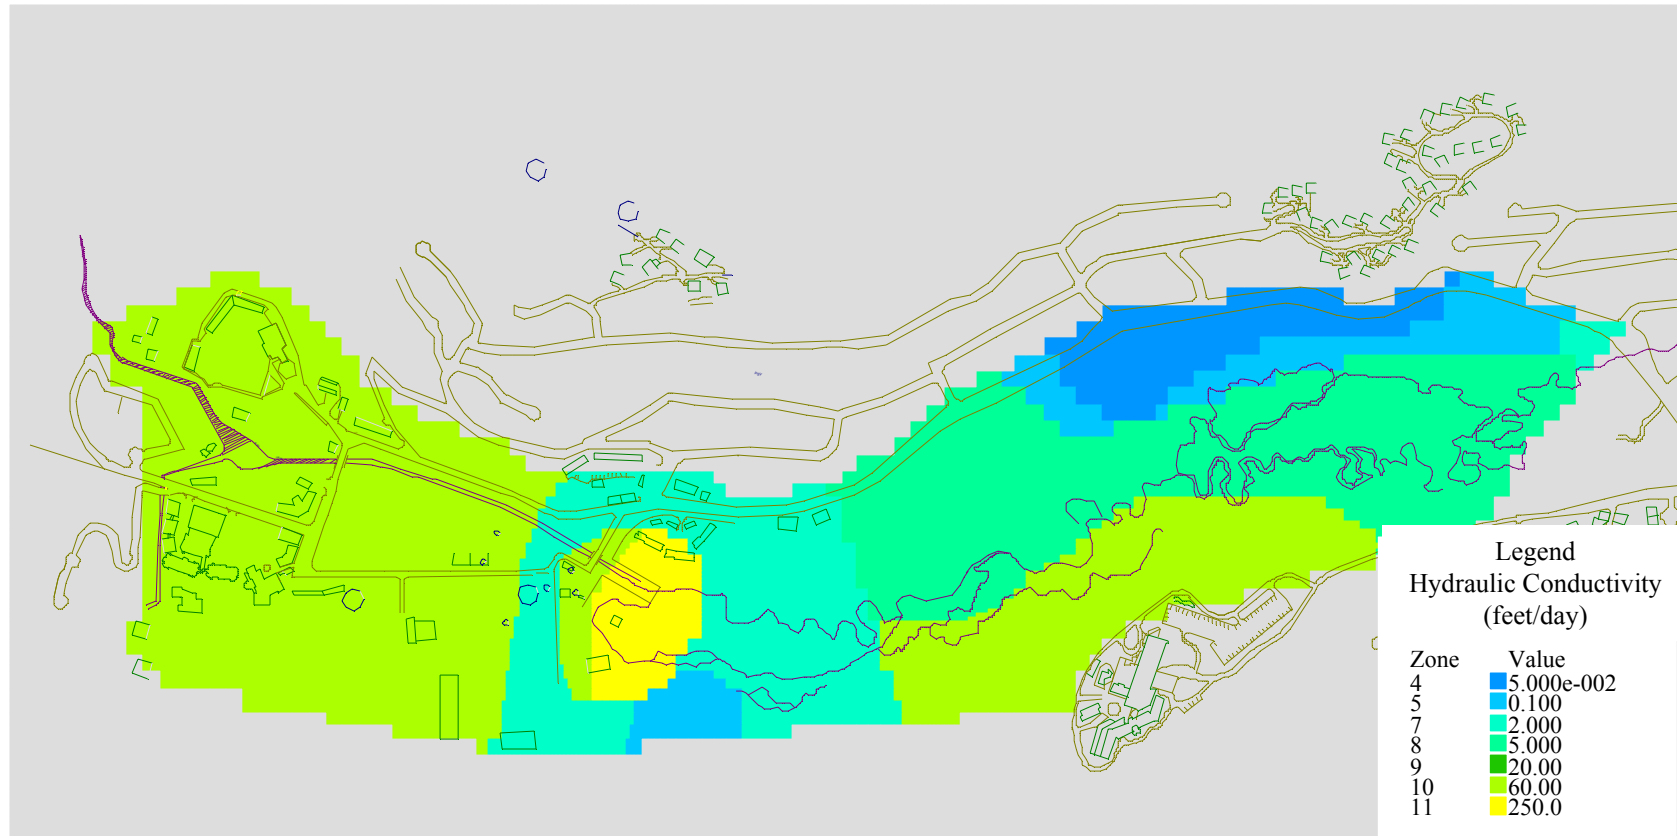 Legend
Hydraulic Conductivity
(feet/day)
Zone Value
4 5.000e-002
5 0.100
7 2.000
8 5.000
9 20.00
10 60.00
11 250.0